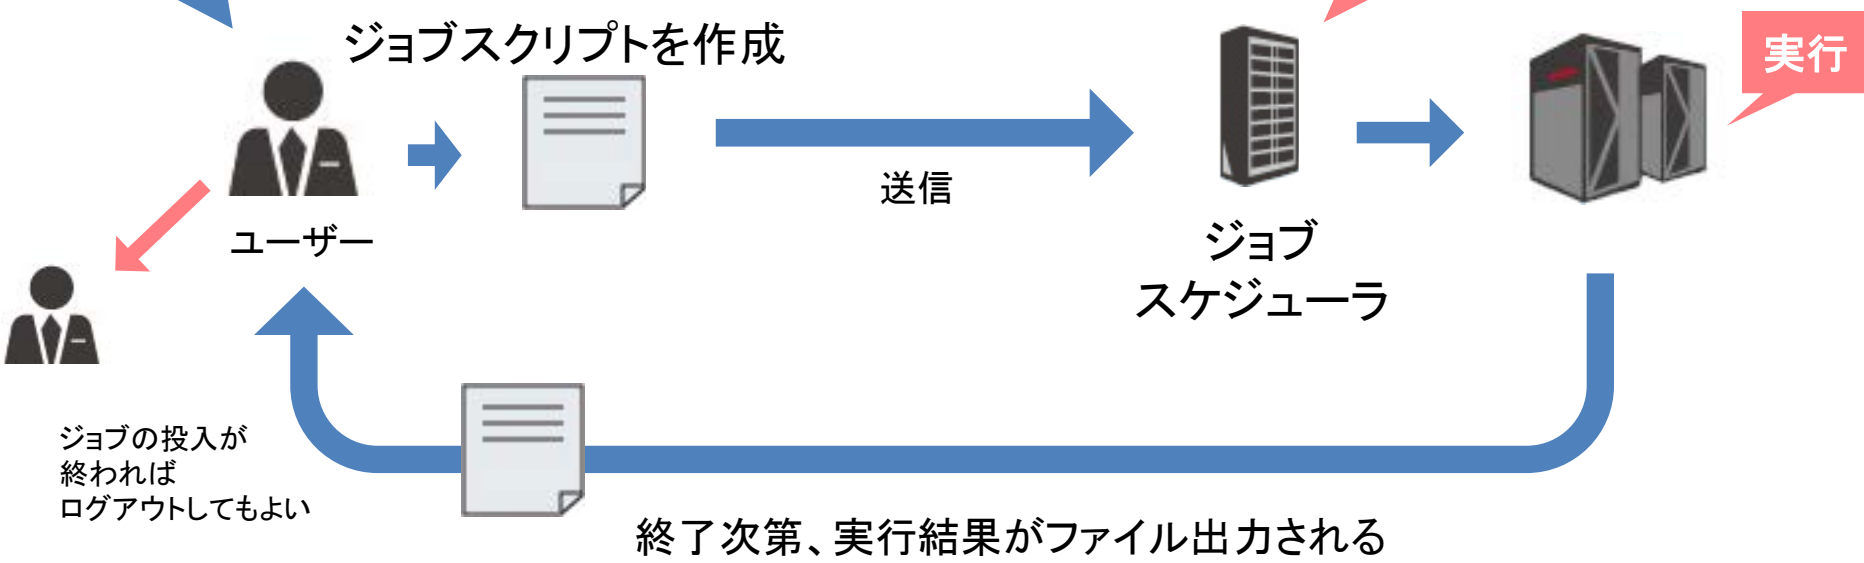 ジョブスクリプトを作成
実行
送信
ユーザー
ジョブ
スケジューラ
ジョブの投入が
終われば
ログアウトしてもよい
終了次第、実行結果がファイル出力される